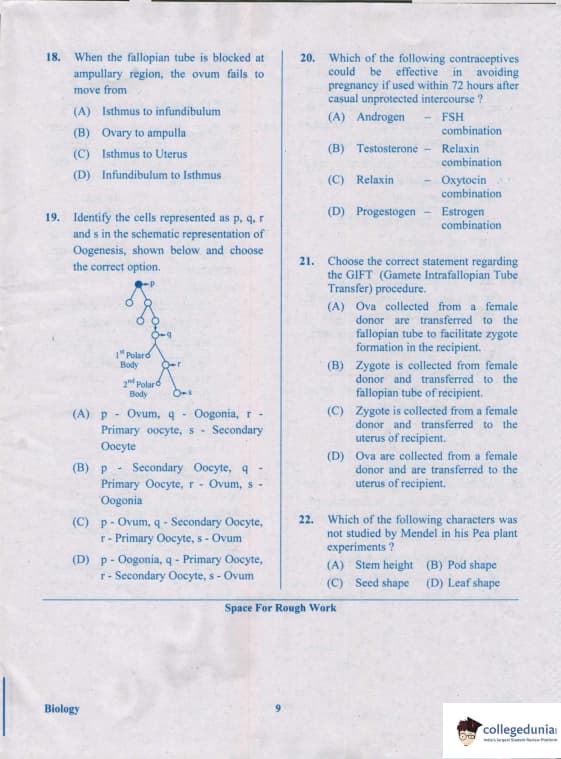 18. When the fallopian tube is blocked at
ampullary region, the ovum fails to
move from
(A) Isthmus to infundibulum
(B) Ovary to ampulla
(C) Isthmus to Uterus
(D) Infundibulum to Isthmus
19. Identify the cells represented as p, q, r
and s in the schematic representation of
Oogenesis, shown below and choose
the correct option.
p
q
1st Polar
Body
r
2nd Polar
Body
s
(A) p - Ovum, q - Oogonia, r -
Primary oocyte, s - Secondary
Oocyte
(B) p - Secondary Oocyte, q -
Primary Oocyte, r - Ovum, s -
Oogonia
(C) p - Ovum, q - Secondary Oocyte,
r - Primary Oocyte, s - Ovum
(D) p - Oogonia, q - Primary Oocyte,
r - Secondary Oocyte, s - Ovum
20. Which of the following contraceptives
could be effective in avoiding
pregnancy if used within 72 hours after
casual unprotected intercourse ?
(A) Androgen – FSH
combination
(B) Testosterone – Relaxin
combination
(C) Relaxin – Oxytocin
combination
(D) Progestogen – Estrogen
combination
21. Choose the correct statement regarding
the GIFT (Gamete Intrafallopian Tube
Transfer) procedure.
(A) Ova collected from a female
donor are transferred to the
fallopian tube to facilitate zygote
formation in the recipient.
(B) Zygote is collected from female
donor and transferred to the
fallopian tube of recipient.
(C) Zygote is collected from a female
donor and transferred to the
uterus of recipient.
(D) Ova are collected from a female
donor and are transferred to the
uterus of recipient.
22. Which of the following characters was
not studied by Mendel in his Pea plant
experiments ?
(A) Stem height (B) Pod shape
(C) Seed shape (D) Leaf shape
Space For Rough Work
Biology
9
collegedunia
India's largest Student Review Platform